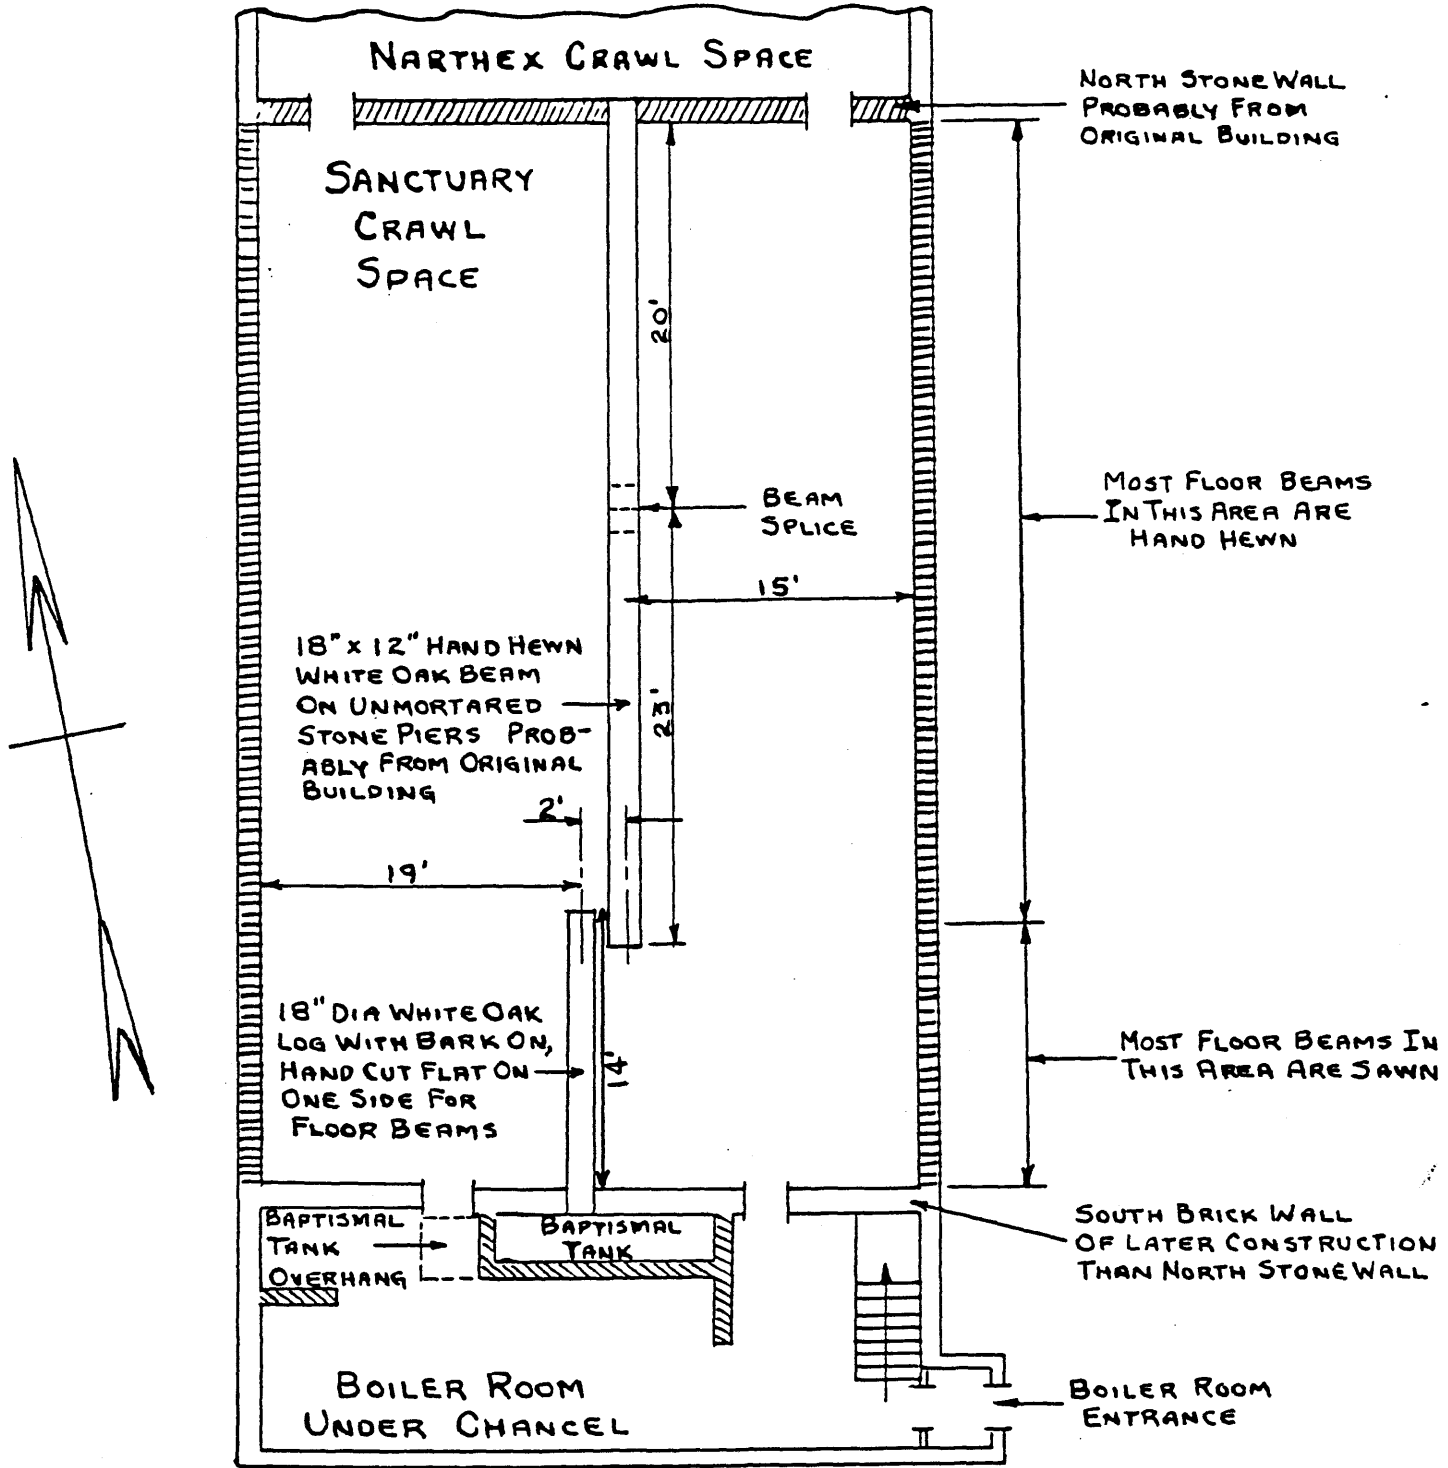 NARTHEX CRAWL SPACE
NORTH STONE WALL
PROBABLY FROM
ORIGINAL BUILDING
SANCTUARY
CRAWL
SPACE
20'
MOST FLOOR BEAMS
IN THIS AREA ARE
HAND HEWN
BEAM
SPLICE
15'
18" x 12" HAND HEWN
WHITE OAK BEAM
ON UNMORTARED
STONE PIERS PROB-
ABLY FROM ORIGINAL
BUILDING
23'
2'
19'
18" DIA WHITE OAK
LOG WITH BARK ON,
HAND CUT FLAT ON
ONE SIDE FOR
FLOOR BEAMS
14'
MOST FLOOR BEAMS IN
THIS AREA ARE SAWN
BAPTISMAL
TANK
OVERHANG
BAPTISMAL
TANK
SOUTH BRICK WALL
OF LATER CONSTRUCTION
THAN NORTH STONE WALL
BOILER ROOM
UNDER CHANCEL
BOILER ROOM
ENTRANCE